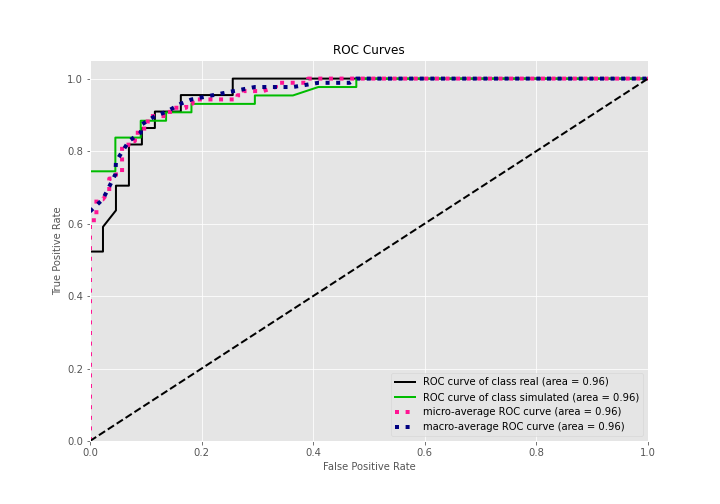 ROC Curves
True Positive Rate
1.0
0.8
0.6
0.4
0.2
0.0
0.0 0.2 0.4 0.6 0.8 1.0
False Positive Rate
ROC curve of class real (area = 0.96)
ROC curve of class simulated (area = 0.96)
micro-average ROC curve (area = 0.96)
macro-average ROC curve (area = 0.96)